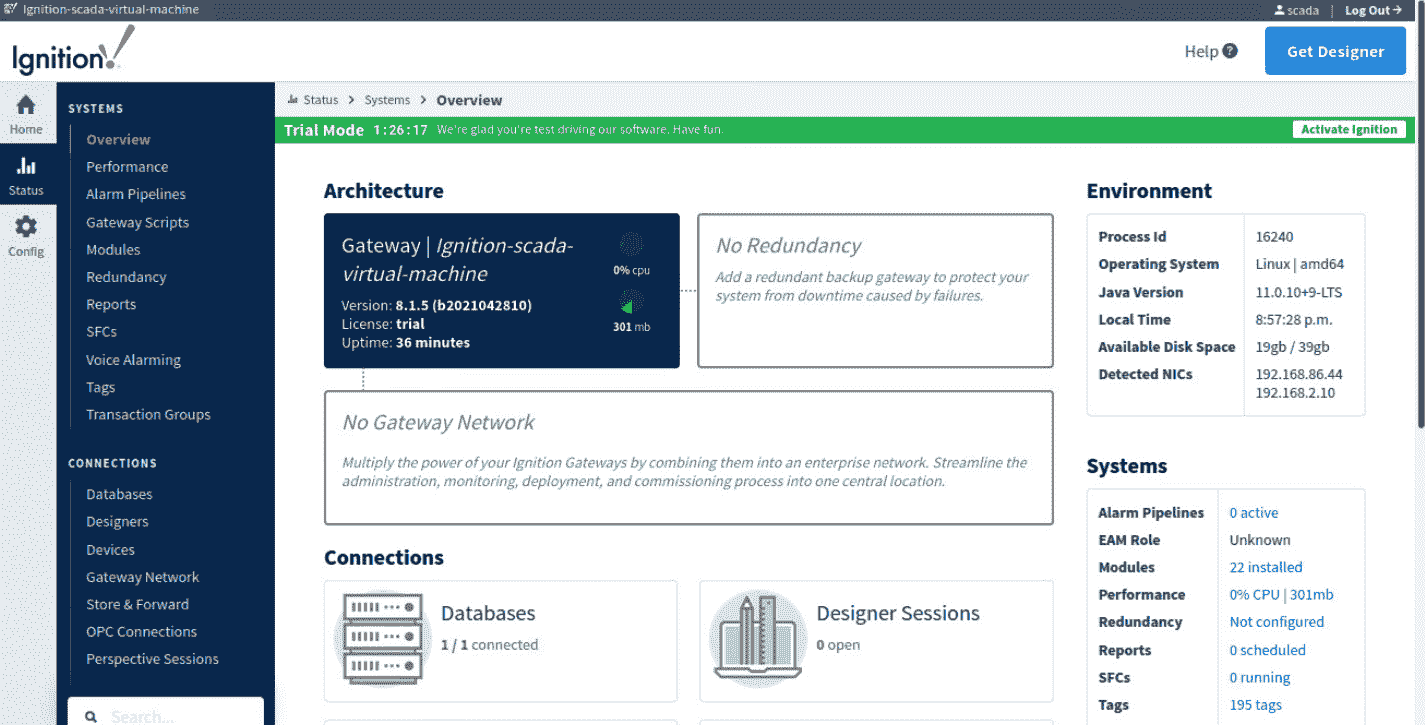 Ignition-scada-virtual-machine
scada | Log Out
Ignition!
Help ?
Get Designer
Home
Status
Config
SYSTEMS
Overview
Performance
Alarm Pipelines
Gateway Scripts
Modules
Redundancy
Reports
SFCs
Voice Alarming
Tags
Transaction Groups
CONNECTIONS
Databases
Designers
Devices
Gateway Network
Store & Forward
OPC Connections
Perspective Sessions
Search...
Status > Systems > Overview
Trial Mode 1:26:17 We're glad you're test driving our software. Have fun.
Activate Ignition
Architecture
Gateway | Ignition-scada-
virtual-machine
Version: 8.1.5 (b2021042810)
License: trial
Uptime: 36 minutes
0% cpu
301 mb
No Redundancy
Add a redundant backup gateway to protect your
system from downtime caused by failures.
No Gateway Network
Multiply the power of your Ignition Gateways by combining them into an enterprise network. Streamline the
administration, monitoring, deployment, and commissioning process into one central location.
Connections
Databases
1 / 1 connected
Designer Sessions
0 open
Environment
Process Id 16240
Operating System Linux | amd64
Java Version 11.0.10+9-LTS
Local Time 8:57:28 p.m.
Available Disk Space 19gb / 39gb
Detected NICs 192.168.86.44
192.168.2.10
Systems
Alarm Pipelines 0 active
EAM Role Unknown
Modules 22 installed
Performance 0% CPU | 301mb
Redundancy Not configured
Reports 0 scheduled
SFCs 0 running
Tags 195 tags